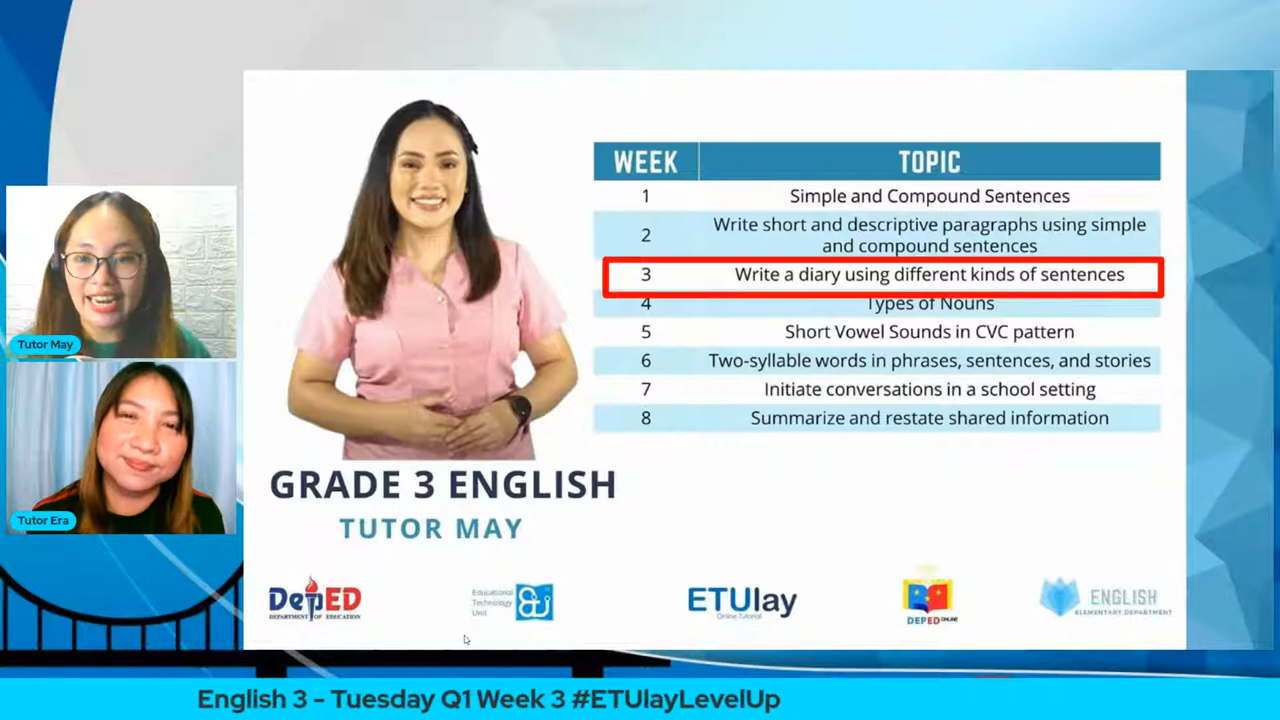 Tutor May
Tutor Era
WEEK TOPIC
1 Simple and Compound Sentences
2 Write short and descriptive paragraphs using simple
and compound sentences
3 Write a diary using different kinds of sentences
4 Types of Nouns
5 Short Vowel Sounds in CVC pattern
6 Two-syllable words in phrases, sentences, and stories
7 Initiate conversations in a school setting
8 Summarize and restate shared information
GRADE 3 ENGLISH
TUTOR MAY
DepED
DEPARTMENT OF EDUCATION
Educational
Technology
Unit
ETUlay
Online Tutorial
DEPED ONLINE
ENGLISH
ELEMENTARY DEPARTMENT
English 3 - Tuesday Q1 Week 3 #ETUlayLevelUp